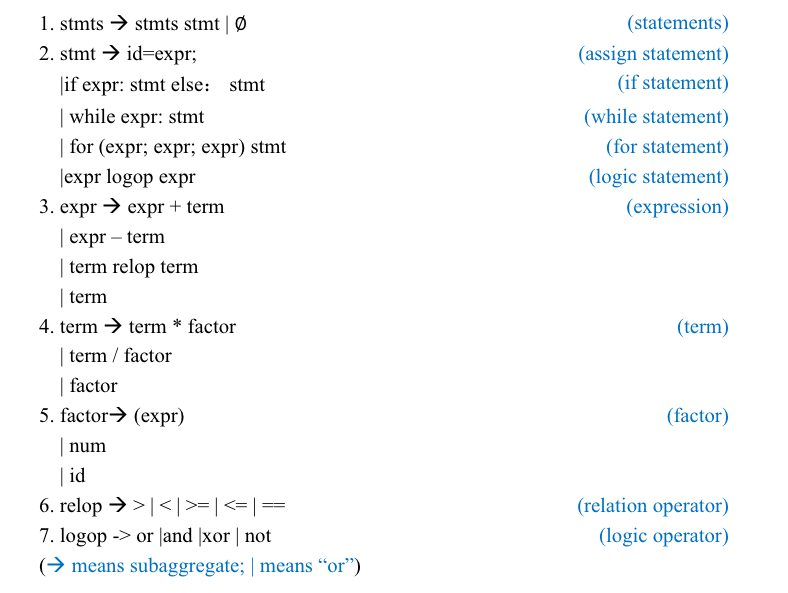 1. stmts → stmts stmt | ∅ (statements)
2. stmt → id=expr; (assign statement)
|if expr: stmt else： stmt (if statement)
| while expr: stmt (while statement)
| for (expr; expr; expr) stmt (for statement)
|expr logop expr (logic statement)
3. expr → expr + term (expression)
| expr – term
| term relop term
| term
4. term → term * factor (term)
| term / factor
| factor
5. factor→ (expr) (factor)
| num
| id
6. relop → > | < | >= | <= | == (relation operator)
7. logop -> or |and |xor | not (logic operator)
(→ means subaggregate; | means “or”)